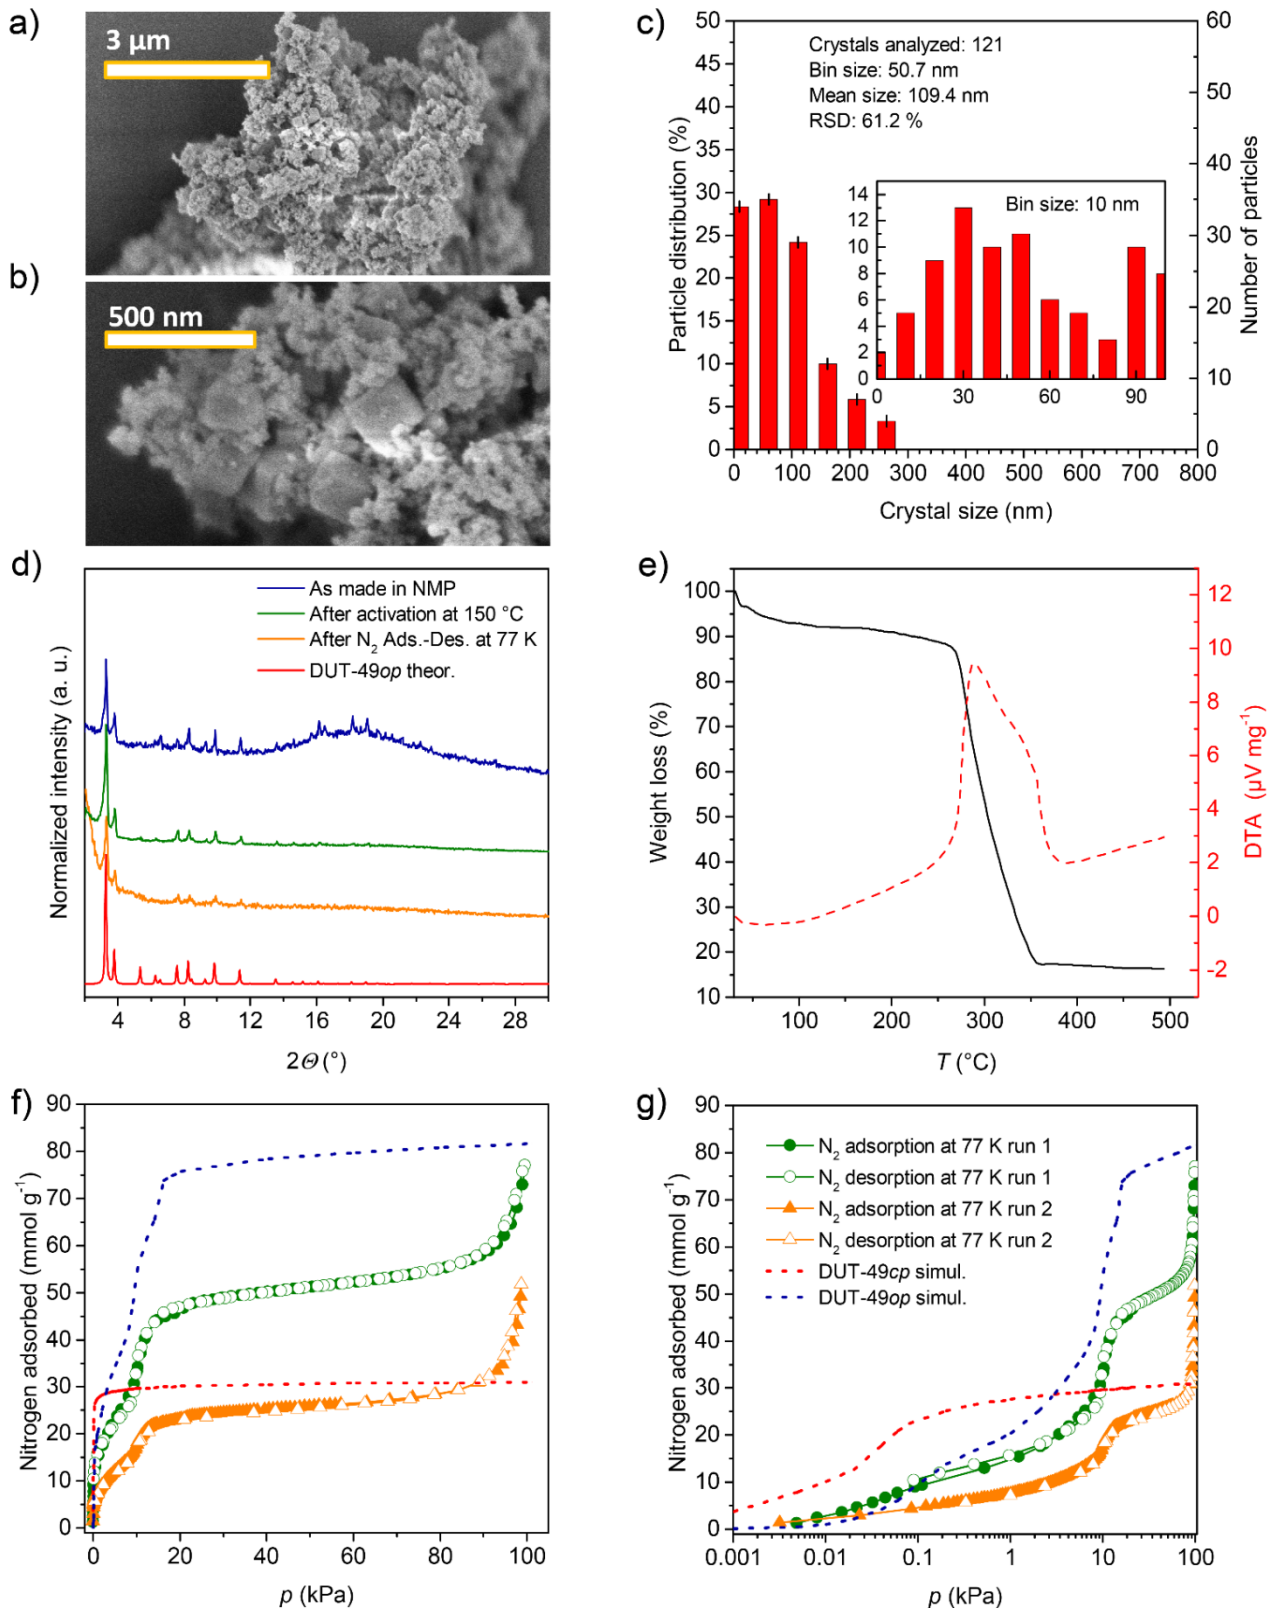 a)
3 µm
b)
500 nm
c)
Crystals analyzed: 121
Bin size: 50.7 nm
Mean size: 109.4 nm
RSD: 61.2 %
Particle distribution (%)
50
45
40
35
30
25
20
15
10
5
0
Number of particles
60
50
40
30
20
10
0
Bin size: 10 nm
14
12
10
8
6
4
2
0
0 30 60 90
0 100 200 300 400 500 600 700 800
Crystal size (nm)
d)
As made in NMP
After activation at 150 °C
After N₂ Ads.-Des. at 77 K
DUT-49op theor.
Normalized intensity (a. u.)
4 8 12 16 20 24 28
2Θ (°)
e)
Weight loss (%)
100
90
80
70
60
50
40
30
20
10
DTA (µV mg⁻¹)
12
10
8
6
4
2
0
-2
100 200 300 400 500
T (°C)
f)
Nitrogen adsorbed (mmol g⁻¹)
90
80
70
60
50
40
30
20
10
0
0 20 40 60 80 100
p (kPa)
g)
N₂ adsorption at 77 K run 1
N₂ desorption at 77 K run 1
N₂ adsorption at 77 K run 2
N₂ desorption at 77 K run 2
DUT-49cp simul.
DUT-49op simul.
Nitrogen adsorbed (mmol g⁻¹)
90
80
70
60
50
40
30
20
10
0
0.001 0.01 0.1 1 10 100
p (kPa)